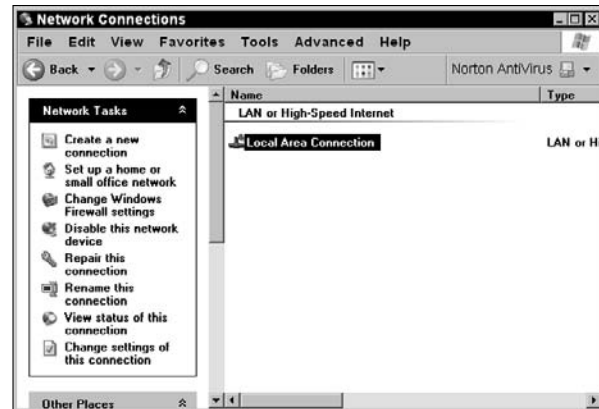 Network Connections
File Edit View Favorites Tools Advanced Help
Back Search Folders Norton AntiVirus
Network Tasks
Create a new
connection
Set up a home or
small office network
Change Windows
Firewall settings
Disable this network
device
Repair this
connection
Rename this
connection
View status of this
connection
Change settings of
this connection
Other Places
Name Type
LAN or High-Speed Internet
Local Area Connection LAN or Hi